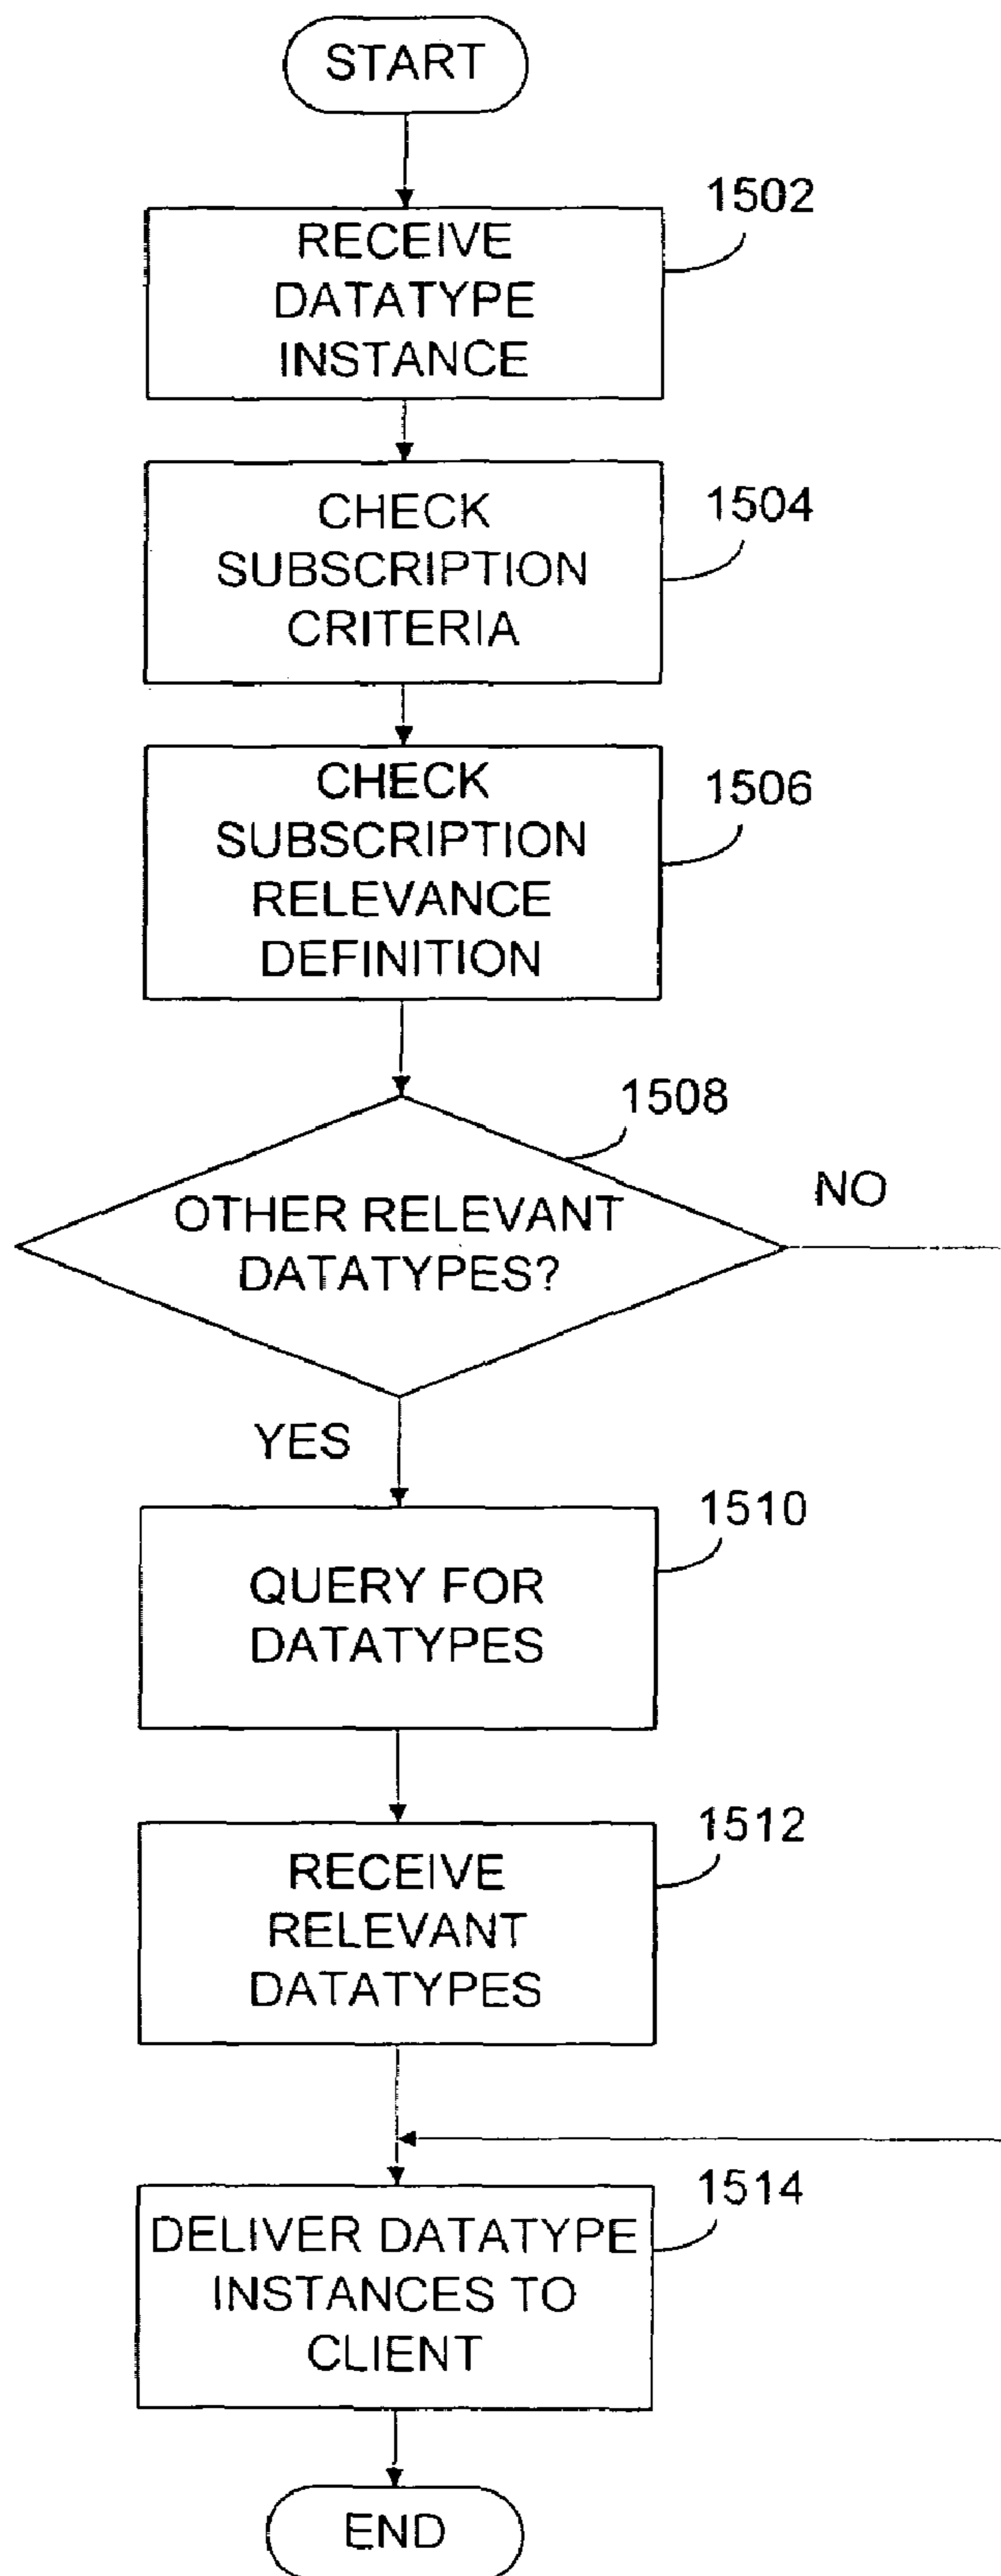 START
1502
RECEIVE
DATATYPE
INSTANCE
1504
CHECK
SUBSCRIPTION
CRITERIA
1506
CHECK
SUBSCRIPTION
RELEVANCE
DEFINITION
1508
OTHER RELEVANT
DATATYPES?
NO
YES
1510
QUERY FOR
DATATYPES
1512
RECEIVE
RELEVANT
DATATYPES
1514
DELIVER DATATYPE
INSTANCES TO
CLIENT
END